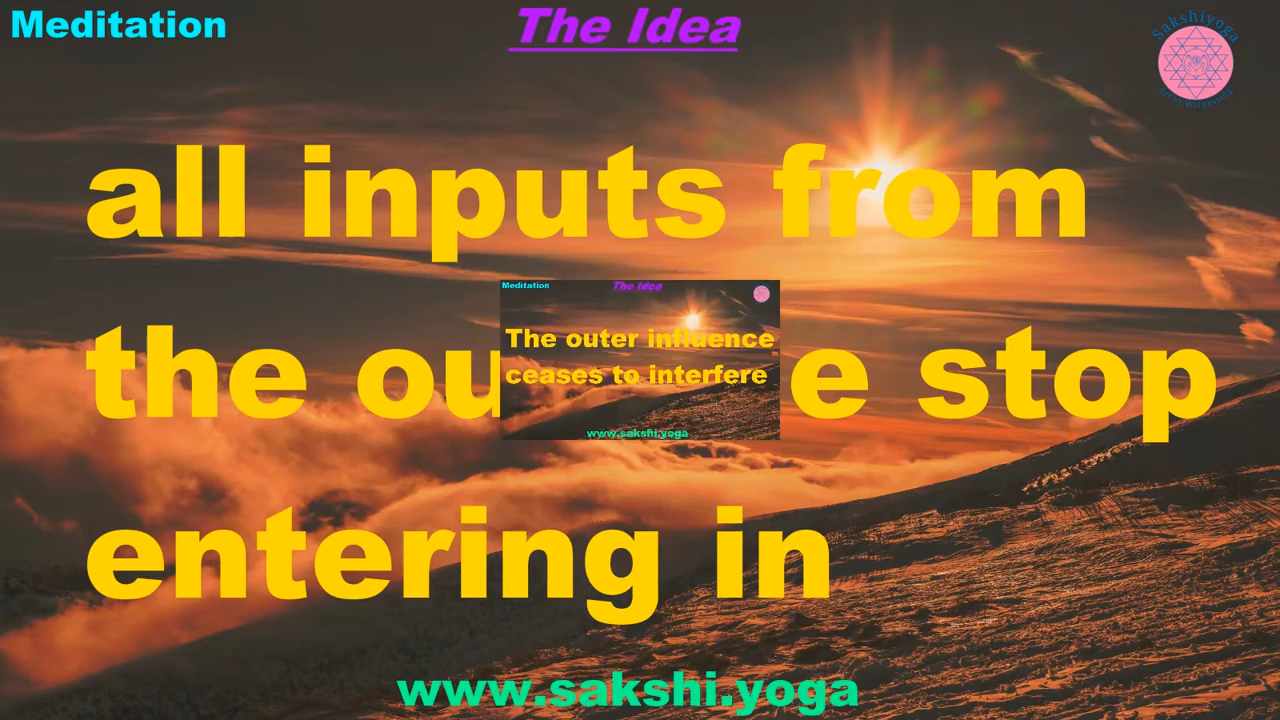 Meditation
The Idea
Sakshiyoga
all inputs from
the ou e stop
Meditation
The Idea
The outer influence
ceases to interfere
www.sakshi.yoga
entering in
www.sakshi.yoga